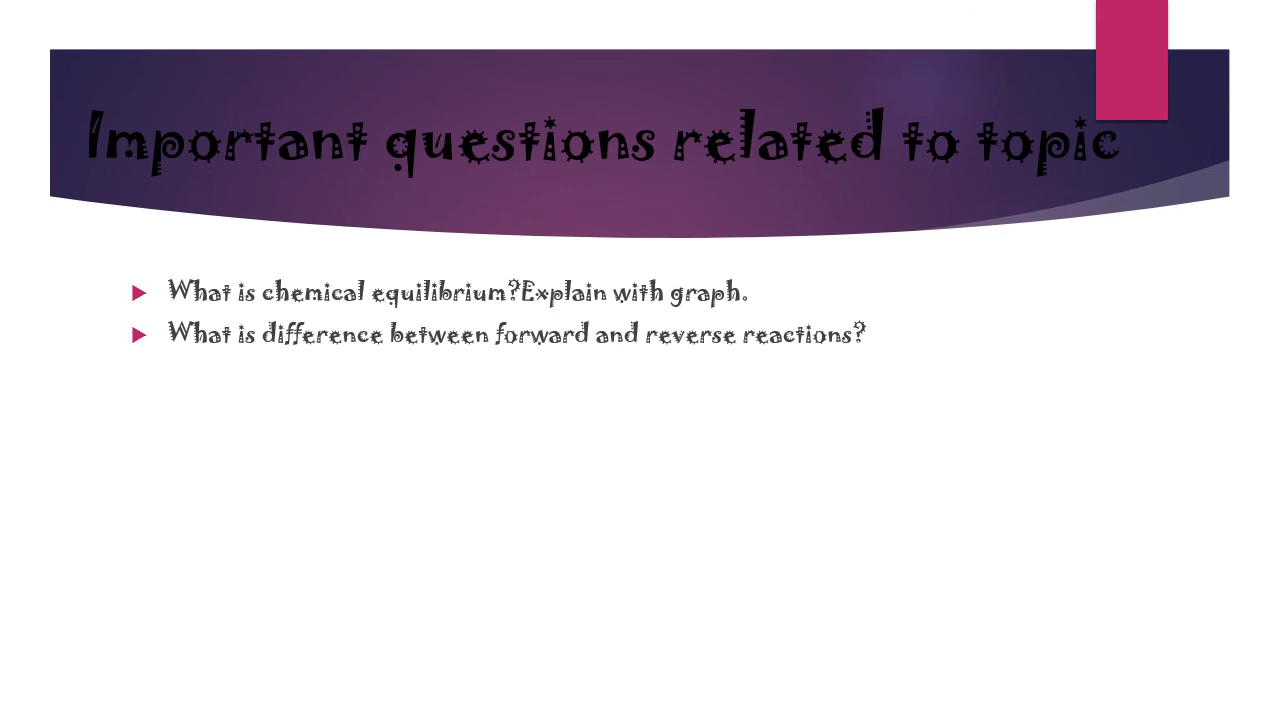 Important questions related to topic
What is chemical equilibrium?Explain with graph.
What is difference between forward and reverse reactions?